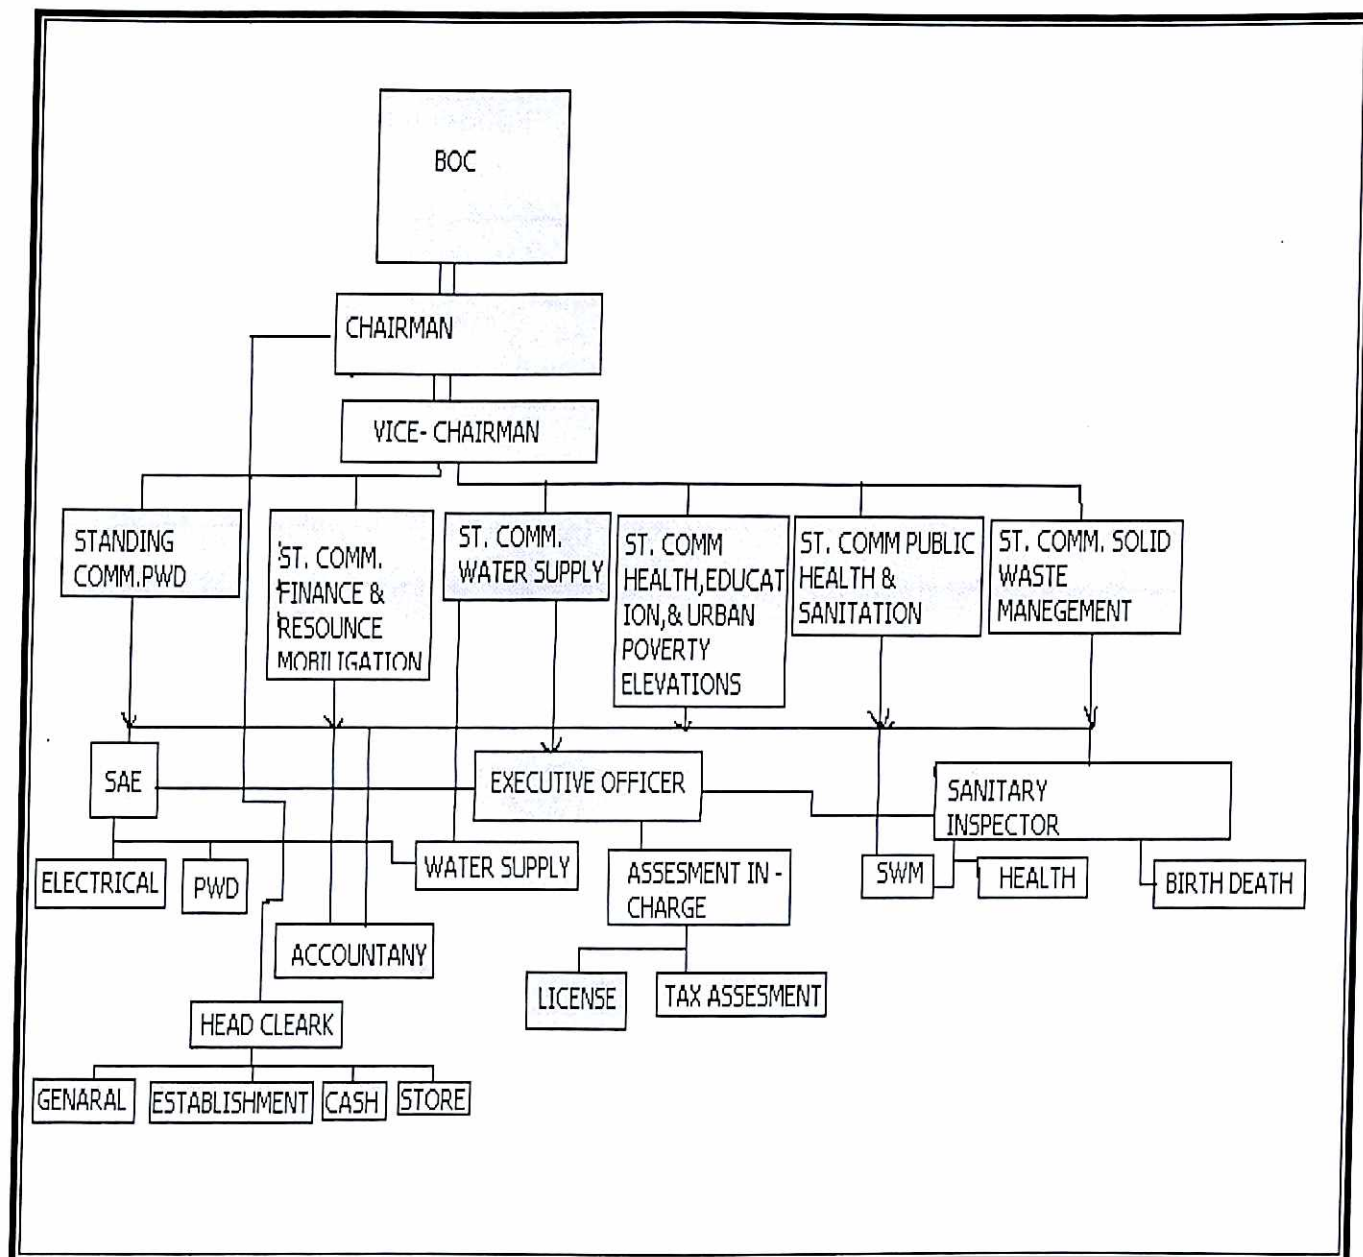 BOC
CHAIRMAN
VICE- CHAIRMAN
STANDING
COMM.PWD
ST. COMM.
FINANCE &
RESOUNCE
MOBILIGATION
ST. COMM.
WATER SUPPLY
ST. COMM
HEALTH,EDUCAT
ION,& URBAN
POVERTY
ELEVATIONS
ST. COMM PUBLIC
HEALTH &
SANITATION
ST. COMM. SOLID
WASTE
MANEGEMENT
SAE
EXECUTIVE OFFICER
SANITARY
INSPECTOR
ELECTRICAL
PWD
WATER SUPPLY
ASSESMENT IN -
CHARGE
SWM
HEALTH
BIRTH DEATH
ACCOUNTANY
LICENSE
TAX ASSESMENT
HEAD CLEARK
GENARAL
ESTABLISHMENT
CASH
STORE